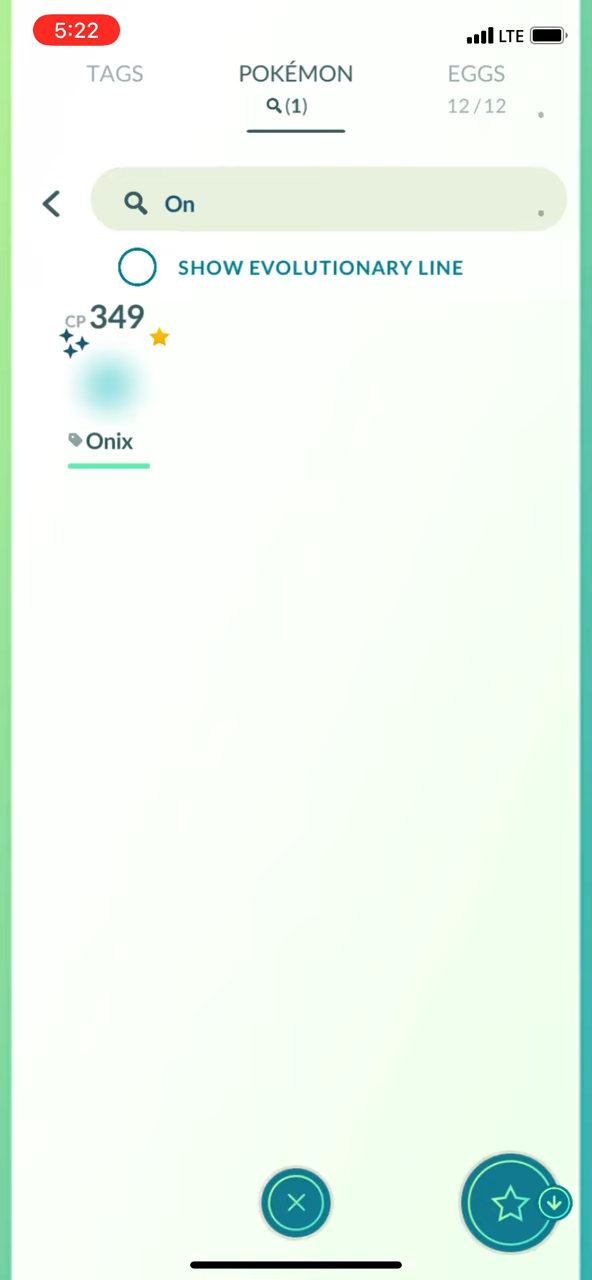 5:22
LTE
TAGS
POKÉMON
EGGS
(1)
12/12
On
SHOW EVOLUTIONARY LINE
CP 349
Onix